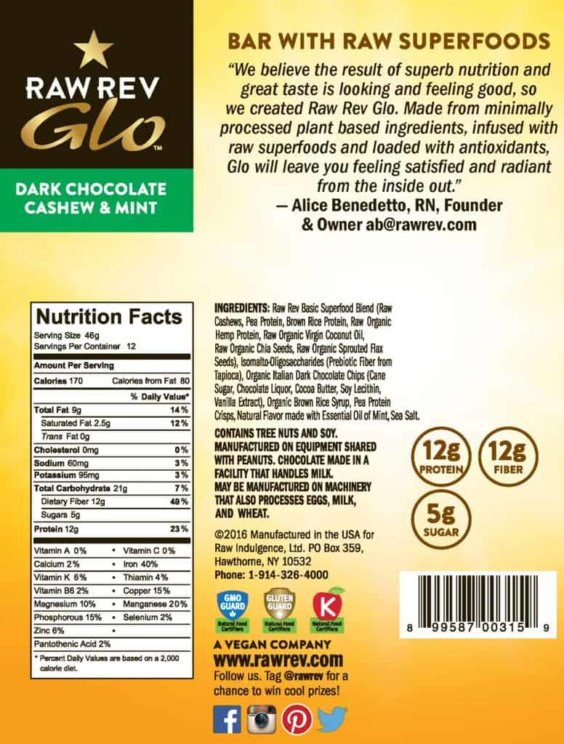 RAW REV
Glo™
DARK CHOCOLATE
CASHEW & MINT
BAR WITH RAW SUPERFOODS
“We believe the result of superb nutrition and
great taste is looking and feeling good, so
we created Raw Rev Glo. Made from minimally
processed plant based ingredients, infused with
raw superfoods and loaded with antioxidants,
Glo will leave you feeling satisfied and radiant
from the inside out.”
— Alice Benedetto, RN, Founder
& Owner ab@rawrev.com
Nutrition Facts
Serving Size 46g
Servings Per Container 12
Amount Per Serving
Calories 170 Calories from Fat 80
% Daily Value*
Total Fat 9g 14%
Saturated Fat 2.5g 12%
Trans Fat 0g
Cholesterol 0mg 0%
Sodium 60mg 3%
Potassium 95mg 3%
Total Carbohydrate 21g 7%
Dietary Fiber 12g 49%
Sugars 5g
Protein 12g 23%
Vitamin A 0% • Vitamin C 0%
Calcium 2% • Iron 40%
Vitamin K 6% • Thiamin 4%
Vitamin B6 2% • Copper 15%
Magnesium 10% • Manganese 20%
Phosphorous 15% • Selenium 2%
Zinc 6% •
Pantothenic Acid 2%
* Percent Daily Values are based on a 2,000
calorie diet.
INGREDIENTS: Raw Rev Basic Superfood Blend (Raw
Cashews, Pea Protein, Brown Rice Protein, Raw Organic
Hemp Protein, Raw Organic Virgin Coconut Oil,
Raw Organic Chia Seeds, Raw Organic Sprouted Flax
Seeds), Isomalto-Oligosaccharides (Prebiotic Fiber from
Tapioca), Organic Italian Dark Chocolate Chips (Cane
Sugar, Chocolate Liquor, Cocoa Butter, Soy Lecithin,
Vanilla Extract), Organic Brown Rice Syrup, Pea Protein
Crisps, Natural Flavor made with Essential Oil of Mint, Sea Salt.
CONTAINS TREE NUTS AND SOY.
MANUFACTURED ON EQUIPMENT SHARED
WITH PEANUTS. CHOCOLATE MADE IN A
FACILITY THAT HANDLES MILK.
MAY BE MANUFACTURED ON MACHINERY
THAT ALSO PROCESSES EGGS, MILK,
AND WHEAT.
12g
PROTEIN
12g
FIBER
5g
SUGAR
©2016 Manufactured in the USA for
Raw Indulgence, Ltd. PO Box 359,
Hawthorne, NY 10532
Phone: 1-914-326-4000
GMO
GUARD
Natural Food
Certifiers
GLUTEN
GUARD
Natural Food
Certifiers
K
Natural Food
Certifiers
A VEGAN COMPANY
www.rawrev.com
Follow us. Tag @rawrev for a
chance to win cool prizes!
8 99587 00315 9